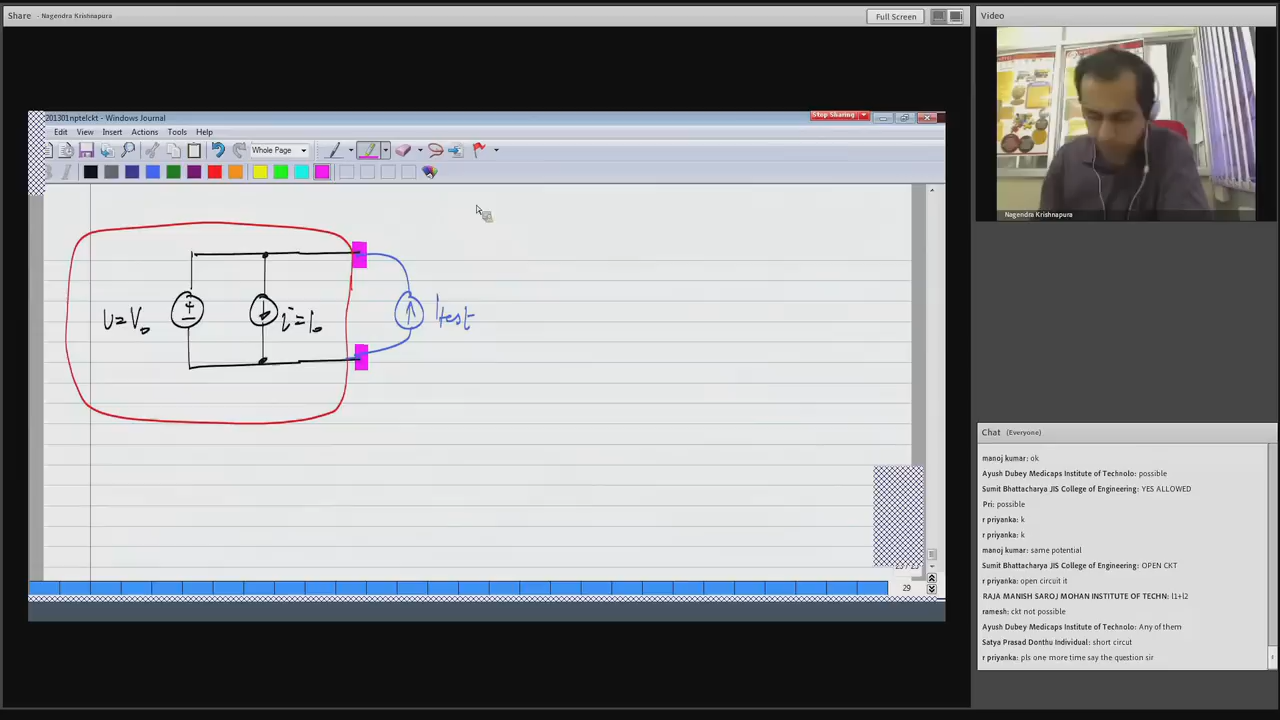 Share - Nagendra Krishnapura
Full Screen
Video
Nagendra Krishnapura
201301nptelckt - Windows Journal
Stop Sharing
Edit View Insert Actions Tools Help
Whole Page
V=V₀
i=I₀
Itest
29
Chat (Everyone)
manoj kumar: ok
Ayush Dubey Medicaps Institute of Technolo: possible
Sumit Bhattacharya JIS College of Engineering: YES ALLOWED
Pri: possible
r priyanka: k
r priyanka: k
manoj kumar: same potential
Sumit Bhattacharya JIS College of Engineering: OPEN CKT
r priyanka: open circuit it
RAJA MANISH SAROJ MOHAN INSTITUTE OF TECHN: I1+I2
ramesh: ckt not possible
Ayush Dubey Medicaps Institute of Technolo: Any of them
Satya Prasad Donthu Individual: short circut
r priyanka: pls one more time say the question sir